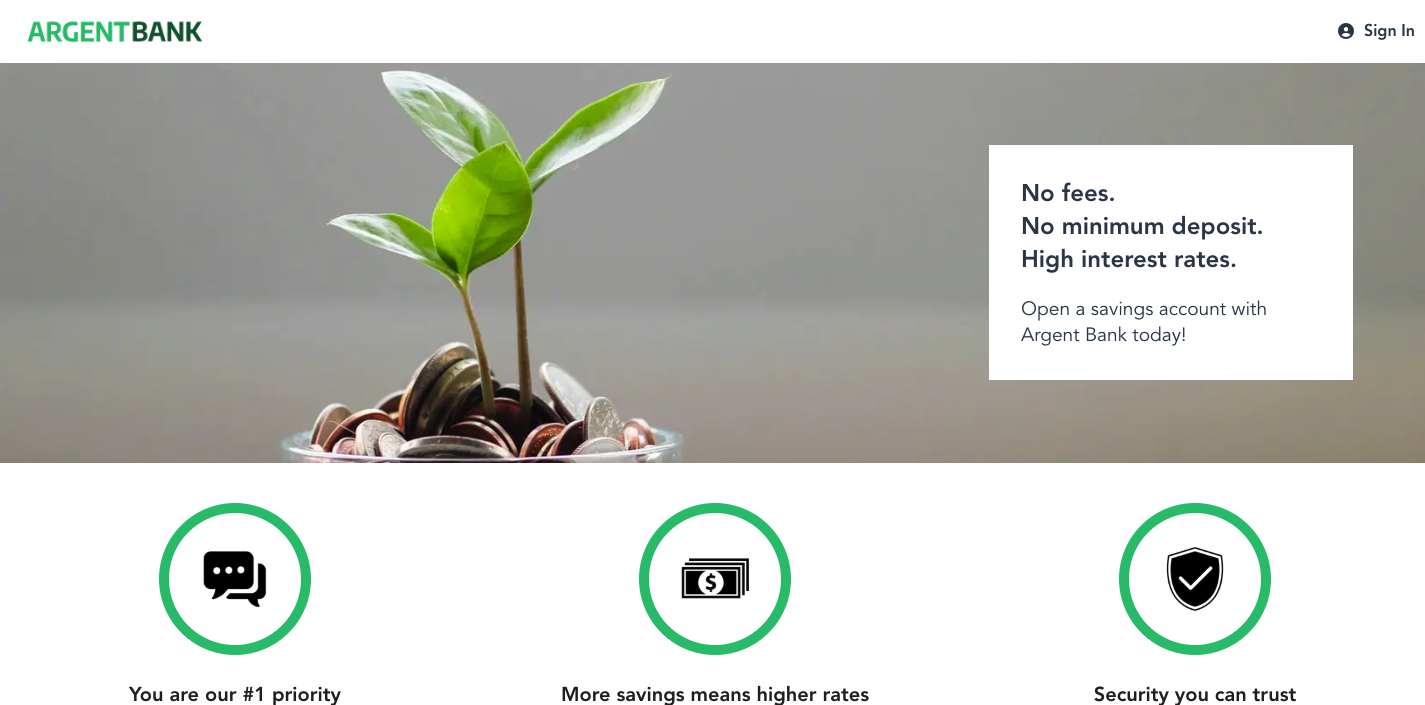 ARGENTBANK
Sign In
No fees.
No minimum deposit.
High interest rates.
Open a savings account with
Argent Bank today!
$
You are our #1 priority
More savings means higher rates
Security you can trust